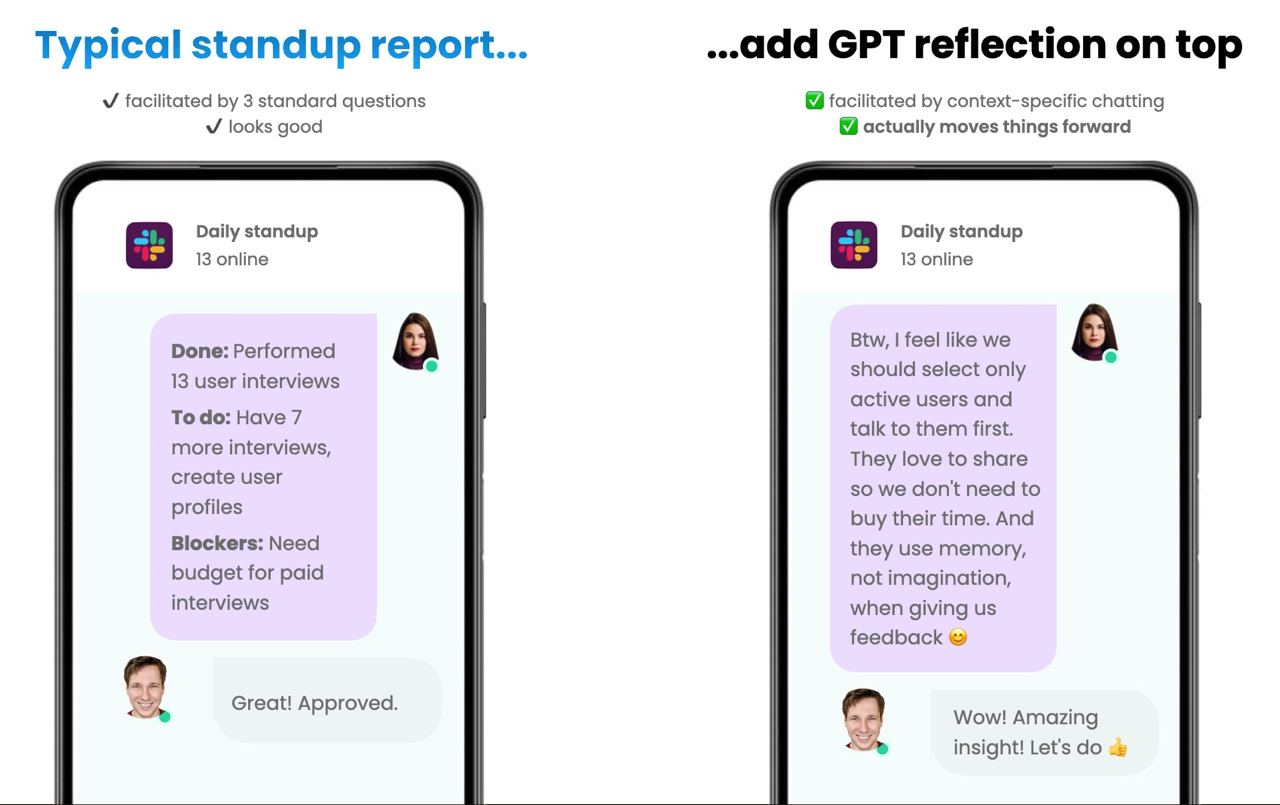 Typical standup report...
✔ facilitated by 3 standard questions
✔ looks good
Daily standup
13 online
Done: Performed
13 user interviews
To do: Have 7
more interviews,
create user
profiles
Blockers: Need
budget for paid
interviews
Great! Approved.
...add GPT reflection on top
✅ facilitated by context-specific chatting
✅ actually moves things forward
Daily standup
13 online
Btw, I feel like we
should select only
active users and
talk to them first.
They love to share
so we don't need to
buy their time. And
they use memory,
not imagination,
when giving us
feedback 😊
Wow! Amazing
insight! Let's do 👍